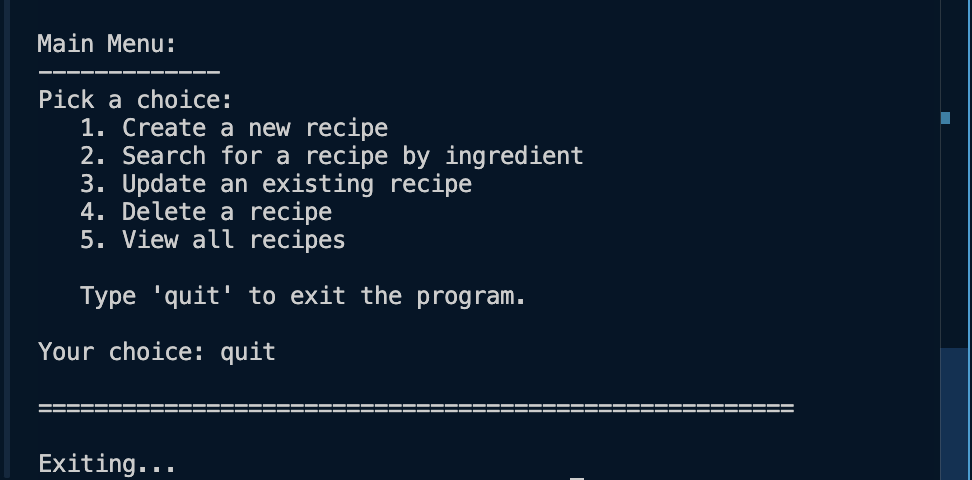 Main Menu:
-------------
Pick a choice:
1. Create a new recipe
2. Search for a recipe by ingredient
3. Update an existing recipe
4. Delete a recipe
5. View all recipes
Type 'quit' to exit the program.
Your choice: quit
======================================================
Exiting...